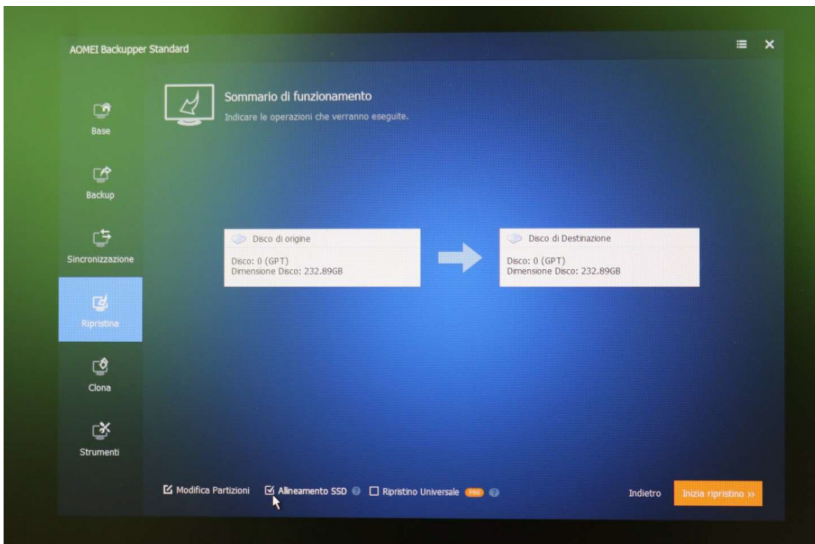 AOMEI Backupper Standard
Base
Backup
Sincronizzazione
Ripristina
Clona
Strumenti
Sommario di funzionamento
Indicare le operazioni che verranno eseguite.
Disco di origine
Disco: 0 (GPT)
Dimensione Disco: 232.89GB
Disco di Destinazione
Disco: 0 (GPT)
Dimensione Disco: 232.89GB
Modifica Partizioni
Allineamento SSD ?
Ripristino Universale PRO ?
Indietro
Inizia ripristino »